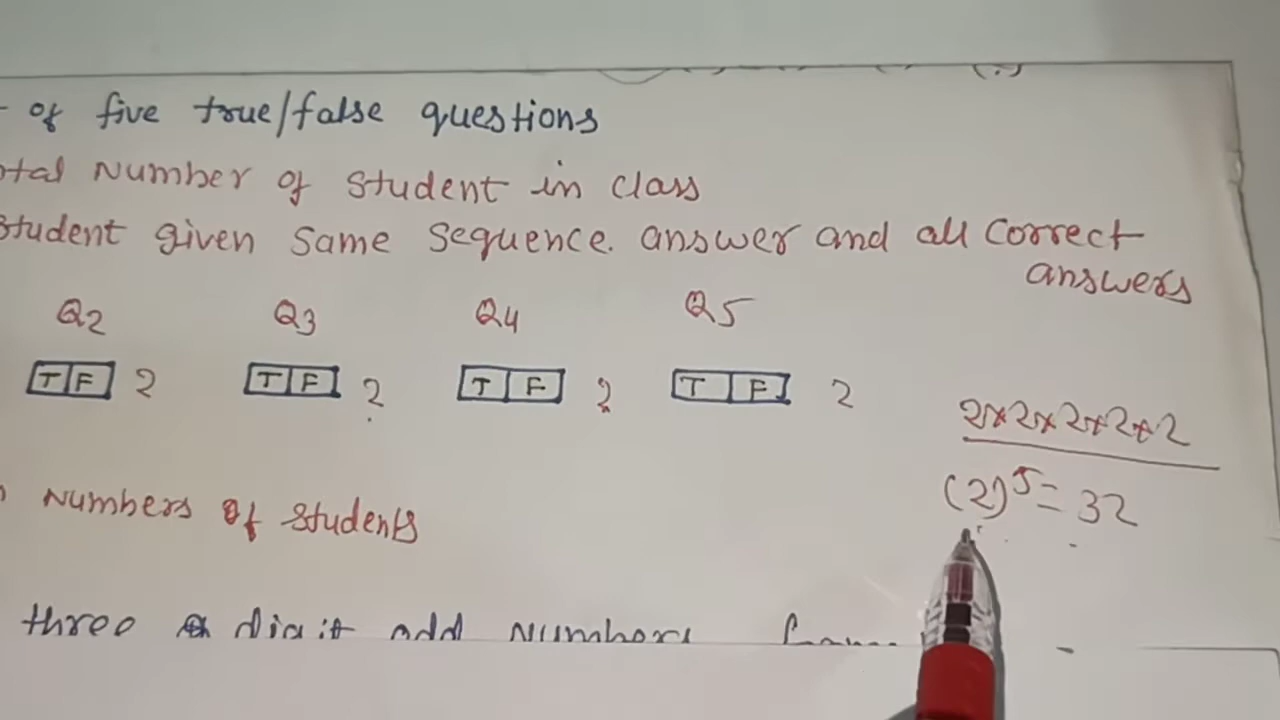 of five true/false questions
Number of student in class
student given same sequence. answer and all correct
answers
Q2 Q3 Q4 Q5
T F 2 T F 2 T F 2 T F 2
2×2×2×2×2
(2)^5 = 32
Numbers of students
three digit odd numbers